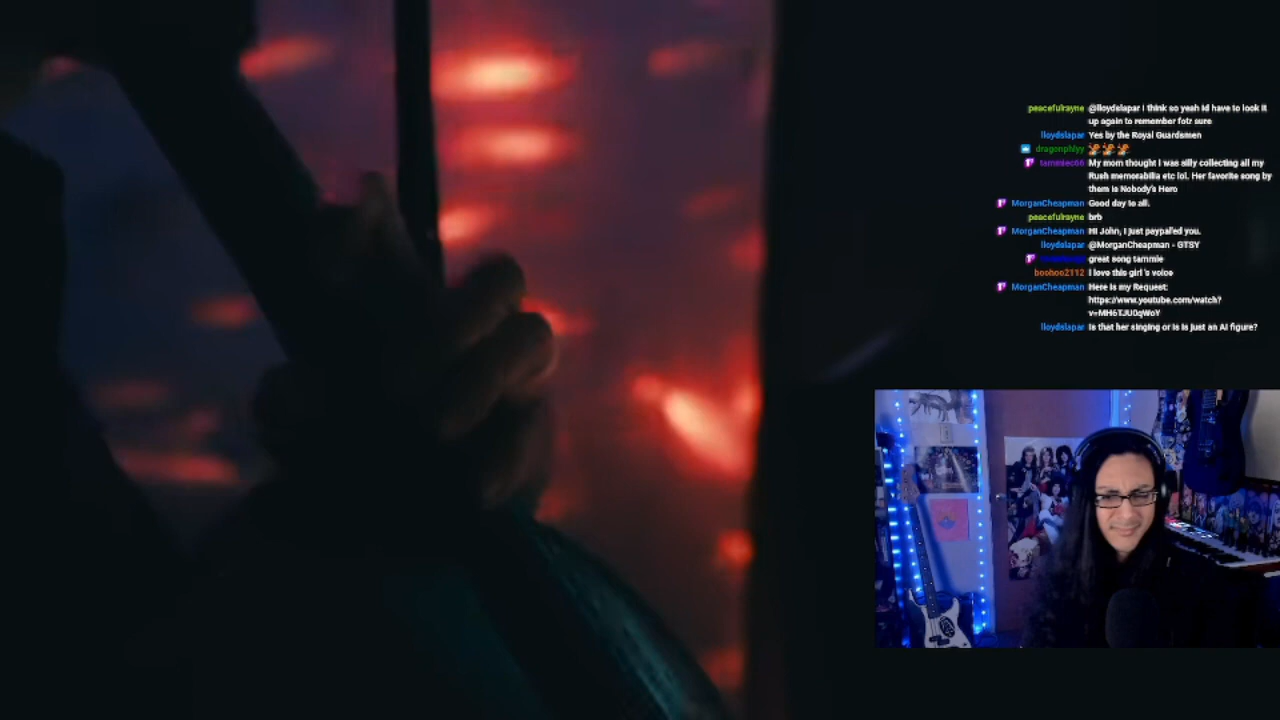 peacefulrayne @lloydslapar I think so yeah id have to look it
up again to remember fotr sure
lloydslapar Yes by the Royal Guardsmen
dragonphlyy
tammiec66 My mom thought I was silly collecting all my
Rush memorabilia etc lol. Her favorite song by
them is Nobody's Hero
MorganCheapman Good day to all.
peacefulrayne brb
MorganCheapman Hi John, I just paypalled you.
lloydslapar @MorganCheapman - GTSY
great song tammie
boohoo2112 I love this girl 's voice
MorganCheapman Here is my Request:
https://www.youtube.com/watch?
v=MH6TJU0qWoY
lloydslapar Is that her singing or is is just an AI figure?